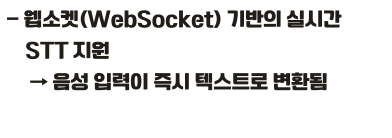 - 웹소켓(WebSocket) 기반의 실시간
STT 지원
→ 음성 입력이 즉시 텍스트로 변환됨